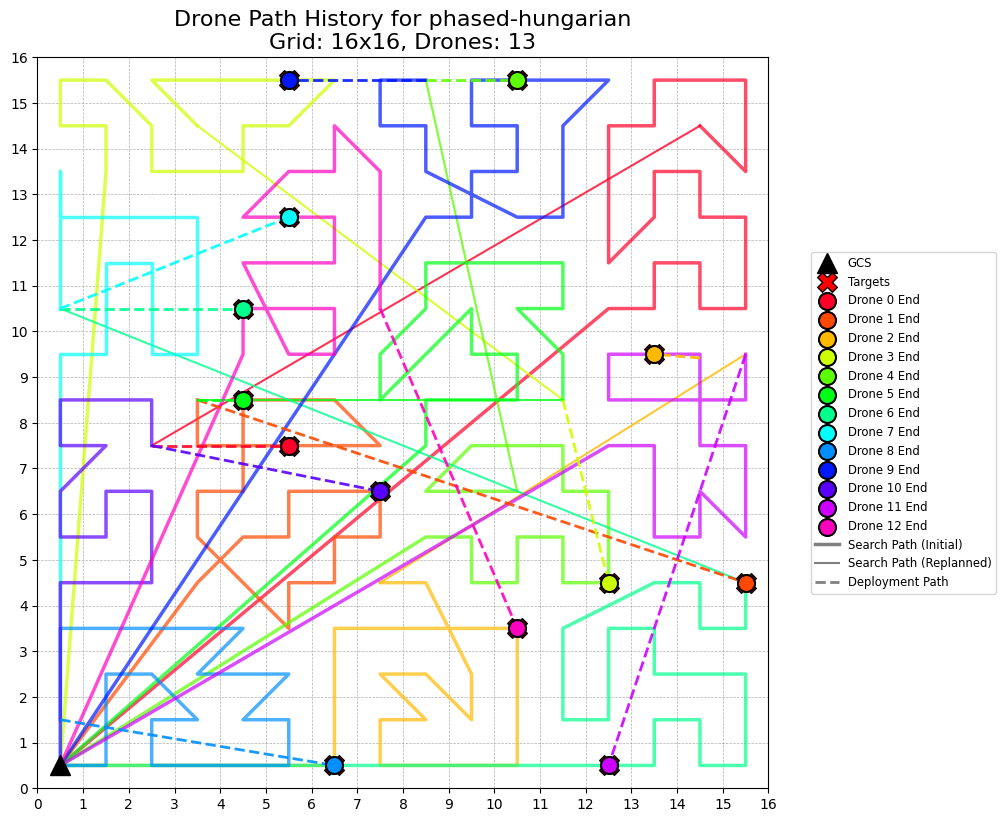 Drone Path History for phased-hungarian
Grid: 16x16, Drones: 13
16
15
14
13
12
11
10
9
8
7
6
5
4
3
2
1
0
0 1 2 3 4 5 6 7 8 9 10 11 12 13 14 15 16
GCS
Targets
Drone 0 End
Drone 1 End
Drone 2 End
Drone 3 End
Drone 4 End
Drone 5 End
Drone 6 End
Drone 7 End
Drone 8 End
Drone 9 End
Drone 10 End
Drone 11 End
Drone 12 End
Search Path (Initial)
Search Path (Replanned)
Deployment Path